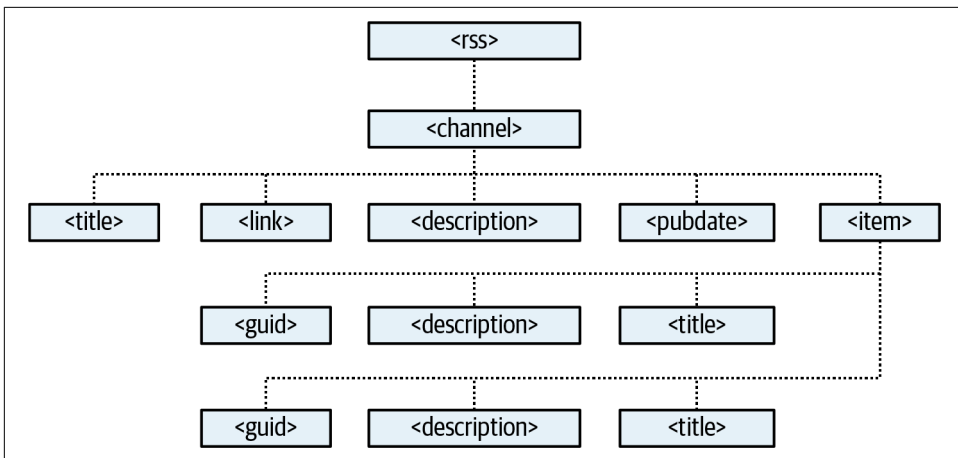 <rss>
<channel>
<title> <link> <description> <pubdate> <item>
<guid> <description> <title>
<guid> <description> <title>